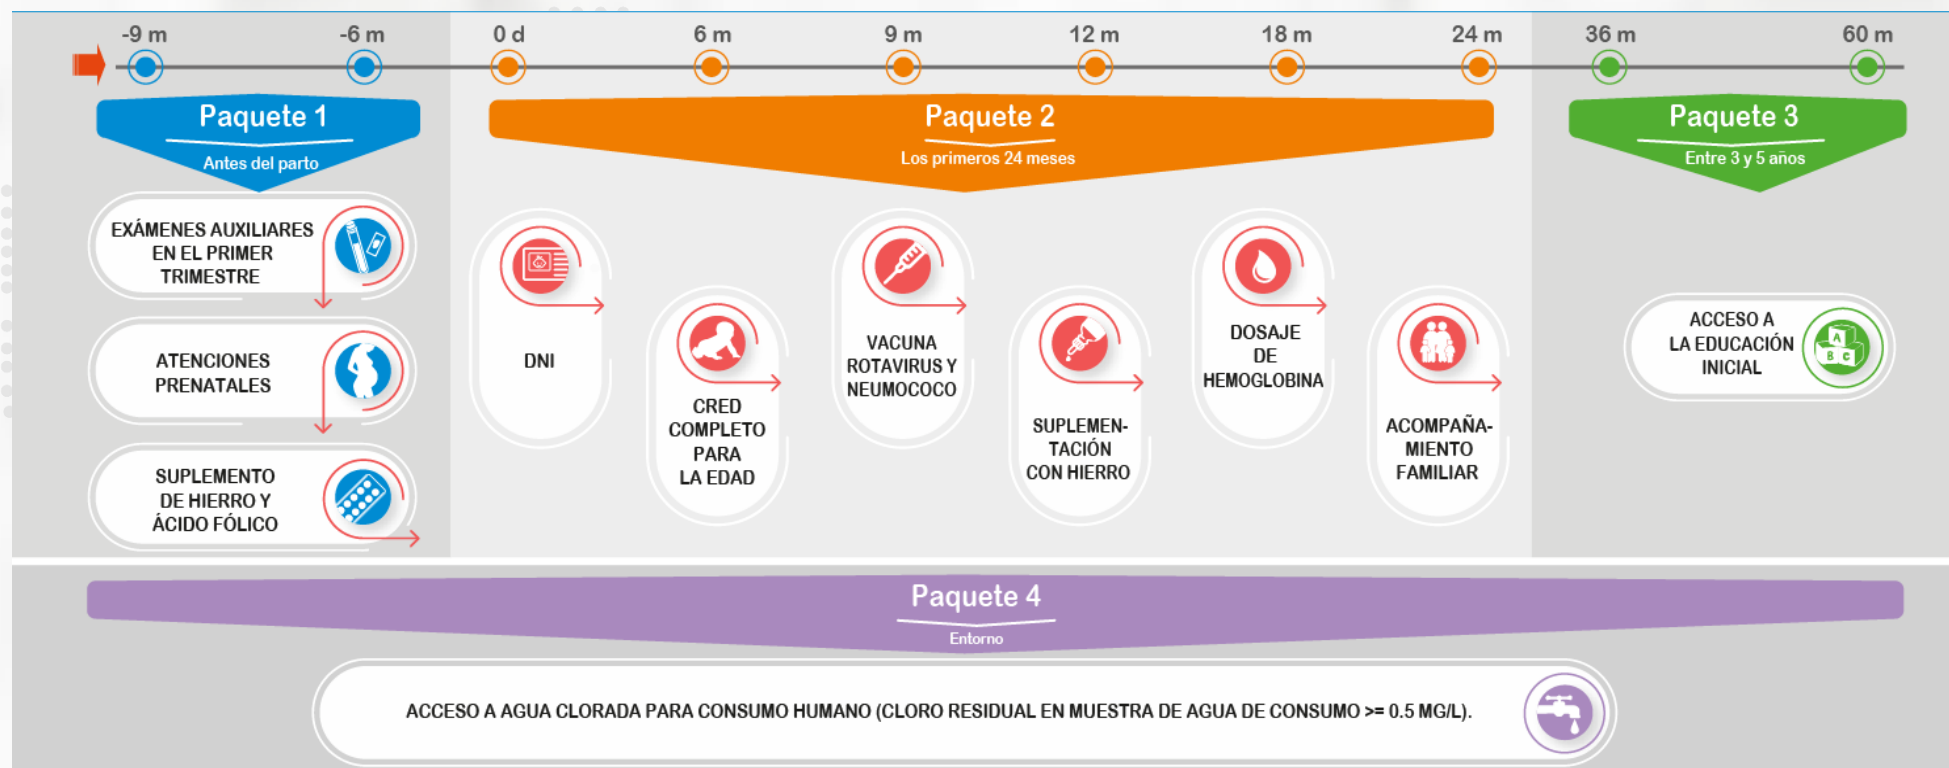 -9 m
-6 m
0 d
6 m
9 m
12 m
18 m
24 m
36 m
60 m
Paquete 1
Antes del parto
EXÁMENES AUXILIARES
EN EL PRIMER
TRIMESTRE
ATENCIONES
PRENATALES
SUPLEMENTO
DE HIERRO Y
ÁCIDO FÓLICO
Paquete 2
Los primeros 24 meses
DNI
CRED
COMPLETO
PARA
LA EDAD
VACUNA
ROTAVIRUS Y
NEUMOCOCO
SUPLEMEN-
TACIÓN
CON HIERRO
DOSAJE
DE
HEMOGLOBINA
ACOMPAÑA-
MIENTO
FAMILIAR
Paquete 3
Entre 3 y 5 años
ACCESO A
LA EDUCACIÓN
INICIAL
A
B C
Paquete 4
Entorno
ACCESO A AGUA CLORADA PARA CONSUMO HUMANO (CLORO RESIDUAL EN MUESTRA DE AGUA DE CONSUMO >= 0.5 MG/L).